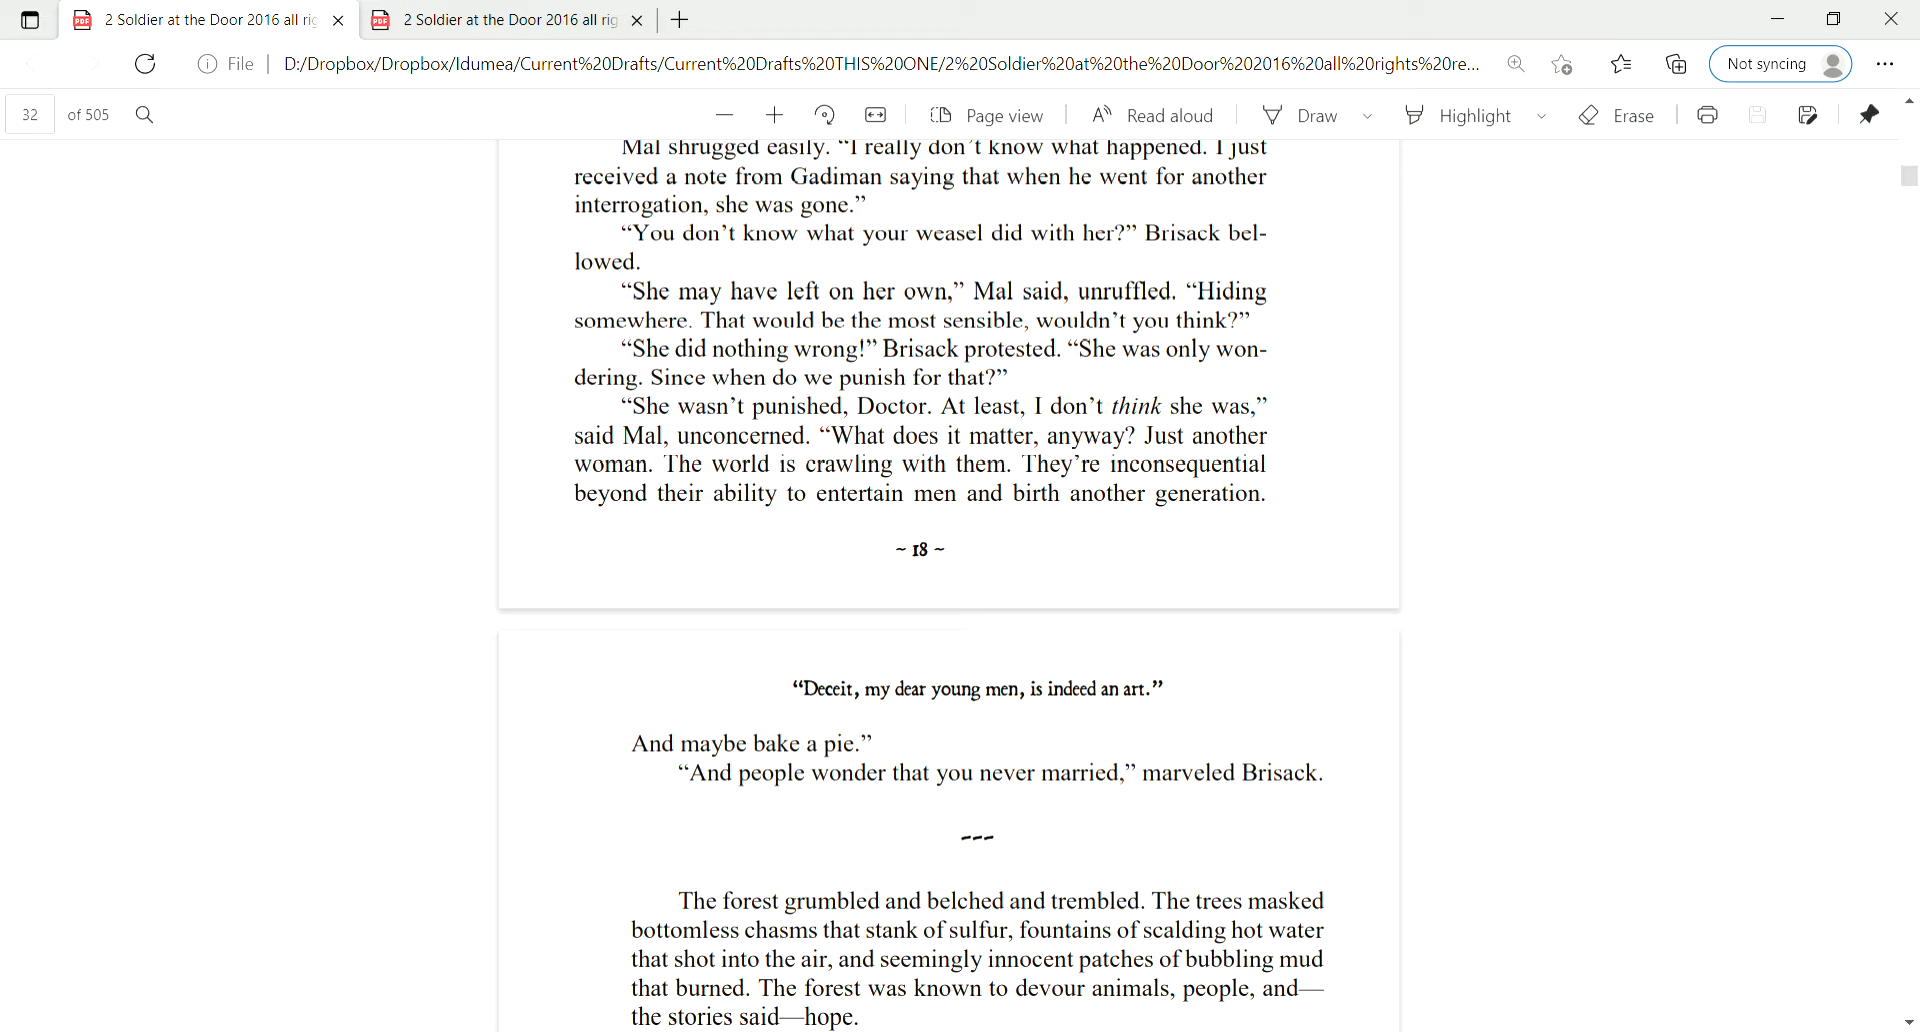 2 Soldier at the Door 2016 all rig
2 Soldier at the Door 2016 all rig
File
D:/Dropbox/Dropbox/Idumea/Current%20Drafts/Current%20Drafts%20THIS%20ONE/2%20Soldier%20at%20the%20Door%202016%20all%20rights%20re...
Not syncing
32 of 505
Page view
Read aloud
Draw
Highlight
Erase
Mal shrugged easily. “I really don’t know what happened. I just
received a note from Gadiman saying that when he went for another
interrogation, she was gone.”
“You don’t know what your weasel did with her?” Brisack bel-
lowed.
“She may have left on her own,” Mal said, unruffled. “Hiding
somewhere. That would be the most sensible, wouldn’t you think?”
“She did nothing wrong!” Brisack protested. “She was only won-
dering. Since when do we punish for that?”
“She wasn’t punished, Doctor. At least, I don’t think she was,”
said Mal, unconcerned. “What does it matter, anyway? Just another
woman. The world is crawling with them. They’re inconsequential
beyond their ability to entertain men and birth another generation.
~ 18 ~
“Deceit, my dear young men, is indeed an art.”
And maybe bake a pie.”
“And people wonder that you never married,” marveled Brisack.
---
The forest grumbled and belched and trembled. The trees masked
bottomless chasms that stank of sulfur, fountains of scalding hot water
that shot into the air, and seemingly innocent patches of bubbling mud
that burned. The forest was known to devour animals, people, and—
the stories said—hope.